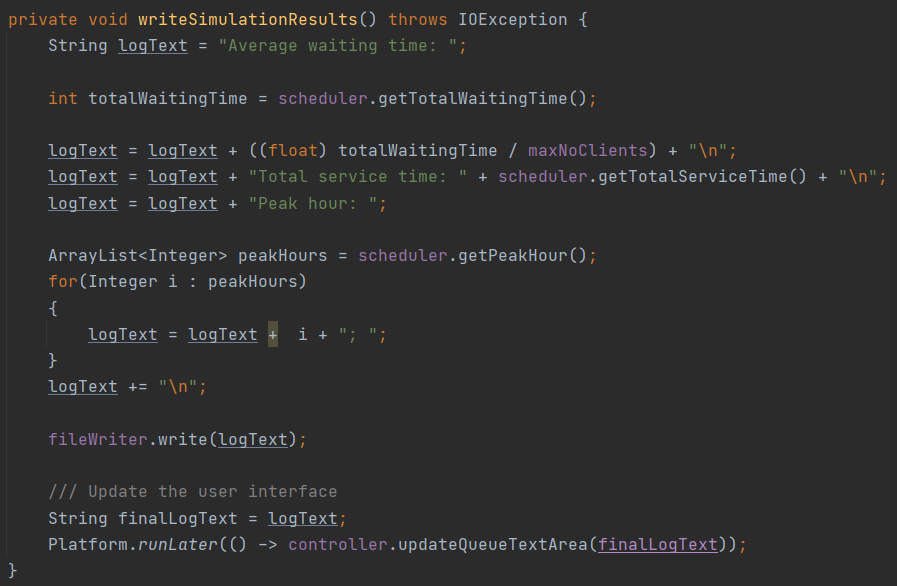 private void writeSimulationResults() throws IOException {
    String logText = "Average waiting time: ";

    int totalWaitingTime = scheduler.getTotalWaitingTime();

    logText = logText + ((float) totalWaitingTime / maxNoClients) + "\n";
    logText = logText + "Total service time: " + scheduler.getTotalServiceTime() + "\n";
    logText = logText + "Peak hour: ";

    ArrayList<Integer> peakHours = scheduler.getPeakHour();
    for(Integer i : peakHours)
    {
        logText = logText +  i + "; ";
    }
    logText += "\n";

    fileWriter.write(logText);

    /// Update the user interface
    String finalLogText = logText;
    Platform.runLater(() -> controller.updateQueueTextArea(finalLogText));
}